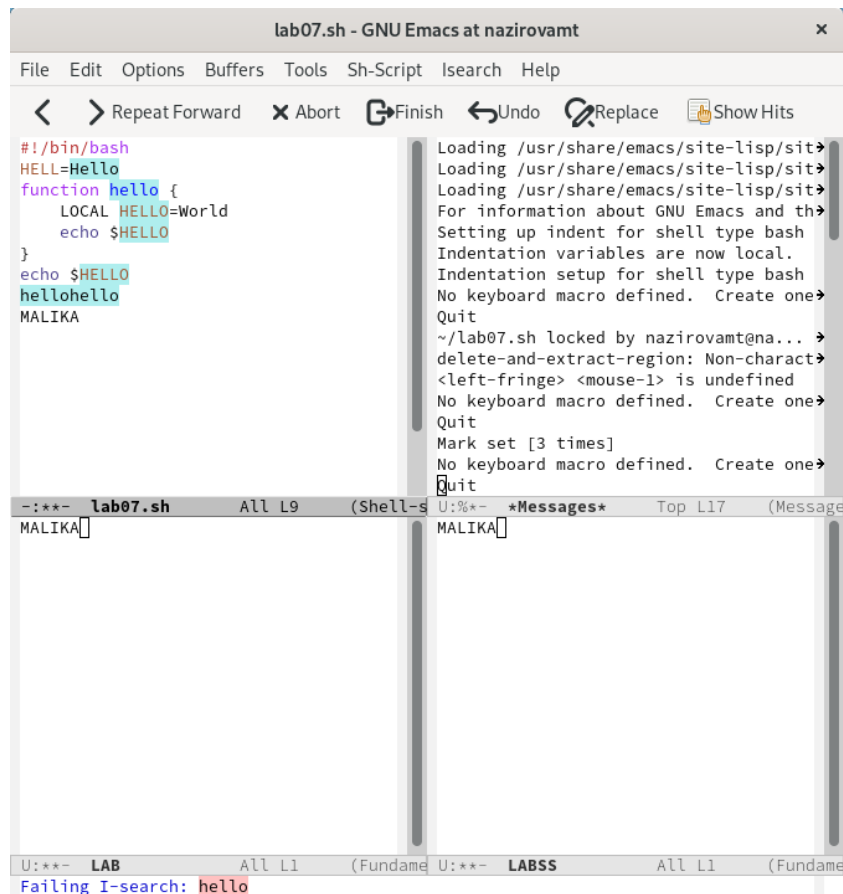 lab07.sh - GNU Emacs at nazirovamt
File Edit Options Buffers Tools Sh-Script Isearch Help
Repeat Forward Abort Finish Undo Replace Show Hits
#!/bin/bash
HELL=Hello
function hello {
    LOCAL HELLO=World
    echo $HELLO
}
echo $HELLO
hellohello
MALIKA
-:**- lab07.sh All L9 (Shell-s
Loading /usr/share/emacs/site-lisp/sit
Loading /usr/share/emacs/site-lisp/sit
Loading /usr/share/emacs/site-lisp/sit
For information about GNU Emacs and th
Setting up indent for shell type bash
Indentation variables are now local.
Indentation setup for shell type bash
No keyboard macro defined.  Create one
Quit
~/lab07.sh locked by nazirovamt@na...
delete-and-extract-region: Non-charact
<left-fringe> <mouse-1> is undefined
No keyboard macro defined.  Create one
Quit
Mark set [3 times]
No keyboard macro defined.  Create one
Quit
U:%*- *Messages* Top L17 (Message
MALIKA
U:**- LAB All L1 (Fundame
MALIKA
U:**- LABSS All L1 (Fundame
Failing I-search: hello